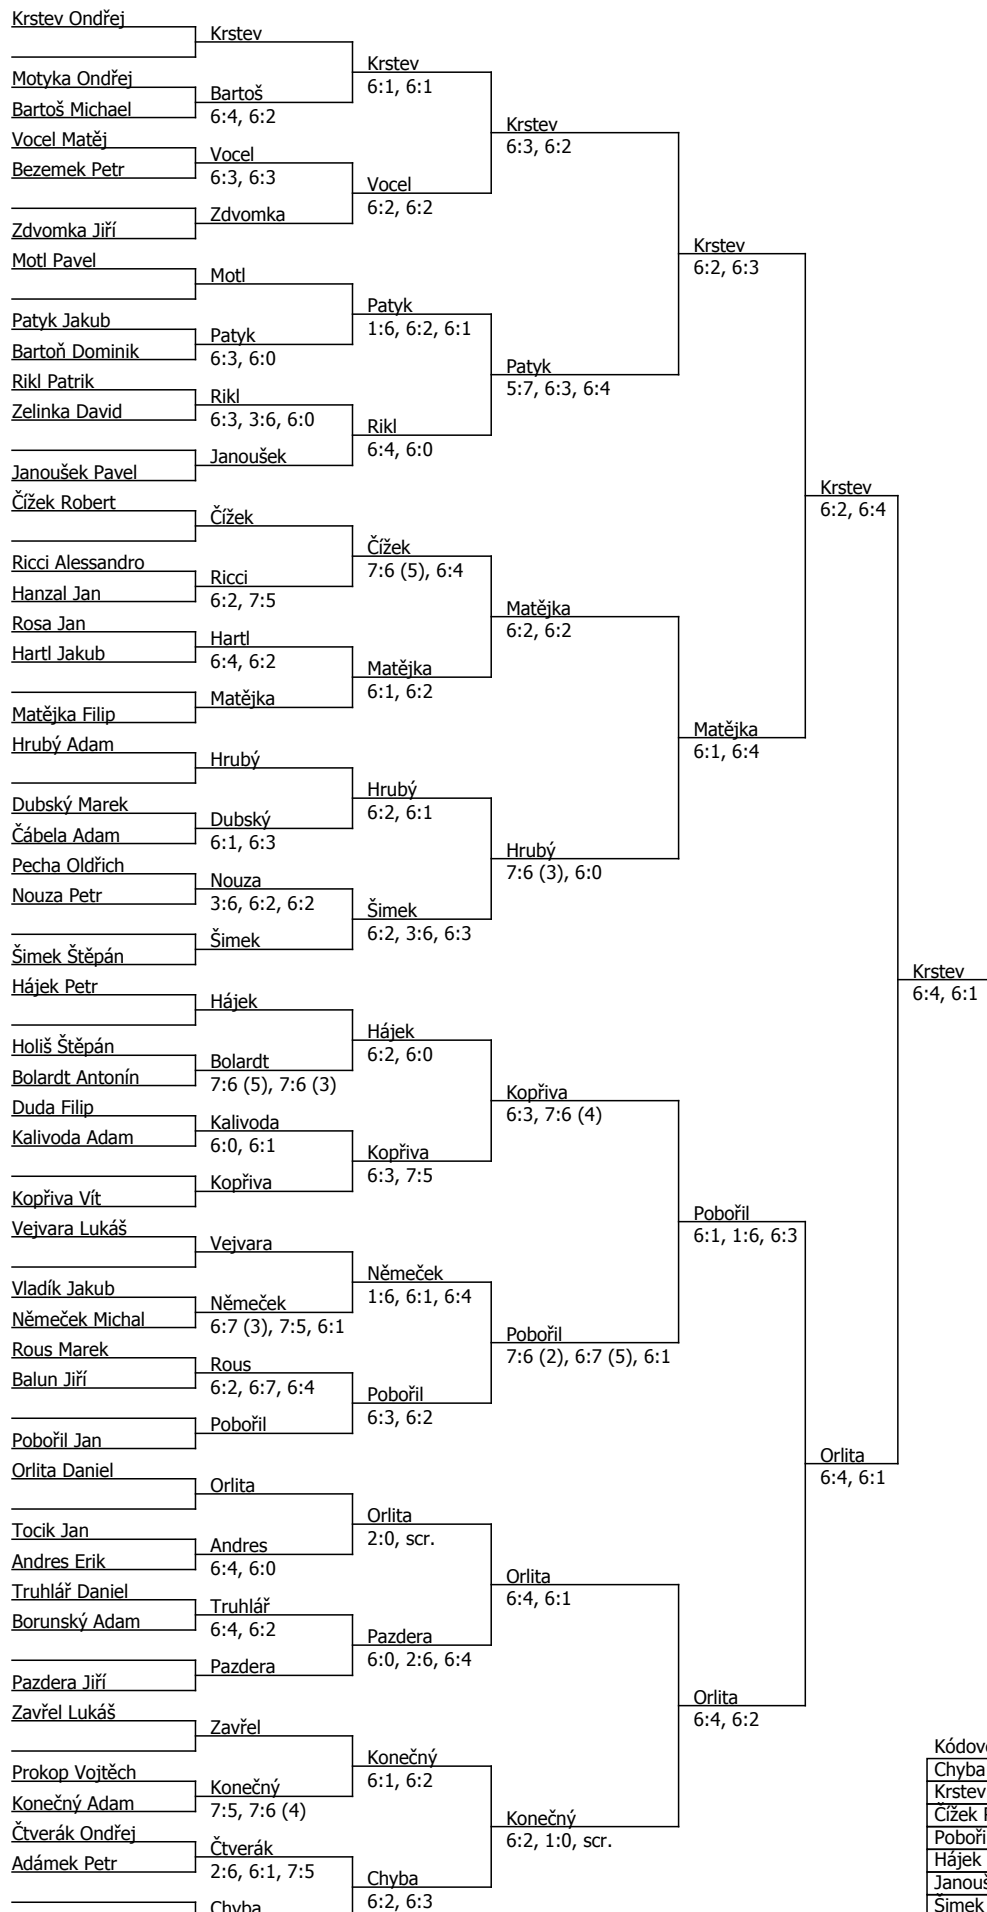 Krstev Ondřej
Motyka Ondřej
Bartoš Michael
Vocel Matěj
Bezemek Petr
Zdvomka Jiří
Motl Pavel
Patyk Jakub
Bartoň Dominik
Rikl Patrik
Zelinka David
Janoušek Pavel
Čížek Robert
Ricci Alessandro
Hanzal Jan
Rosa Jan
Hartl Jakub
Matějka Filip
Hrubý Adam
Dubský Marek
Čábela Adam
Pecha Oldřich
Nouza Petr
Šimek Štěpán
Hájek Petr
Holiš Štěpán
Bolardt Antonín
Duda Filip
Kalivoda Adam
Kopřiva Vít
Vejvara Lukáš
Vladík Jakub
Němeček Michal
Rous Marek
Balun Jiří
Pobořil Jan
Orlita Daniel
Tocik Jan
Andres Erik
Truhlář Daniel
Borunský Adam
Pazdera Jiří
Zavřel Lukáš
Prokop Vojtěch
Konečný Adam
Čtverák Ondřej
Adámek Petr
Krstev
Bartoš
6:4, 6:2
Vocel
6:3, 6:3
Zdvomka
Motl
Patyk
6:3, 6:0
Rikl
6:3, 3:6, 6:0
Janoušek
Čížek
Ricci
6:2, 7:5
Hartl
6:4, 6:2
Matějka
Hrubý
Dubský
6:1, 6:3
Nouza
3:6, 6:2, 6:2
Šimek
Hájek
Bolardt
7:6 (5), 7:6 (3)
Kalivoda
6:0, 6:1
Kopřiva
Vejvara
Němeček
6:7 (3), 7:5, 6:1
Rous
6:2, 6:7, 6:4
Pobořil
Orlita
Andres
6:4, 6:0
Truhlář
6:4, 6:2
Pazdera
Zavřel
Konečný
7:5, 7:6 (4)
Čtverák
2:6, 6:1, 7:5
Chyba
Krstev
6:1, 6:1
Vocel
6:2, 6:2
Patyk
1:6, 6:2, 6:1
Rikl
6:4, 6:0
Čížek
7:6 (5), 6:4
Matějka
6:1, 6:2
Hrubý
6:2, 6:1
Šimek
6:2, 3:6, 6:3
Hájek
6:2, 6:0
Kopřiva
6:3, 7:5
Němeček
1:6, 6:1, 6:4
Pobořil
6:3, 6:2
Orlita
2:0, scr.
Pazdera
6:0, 2:6, 6:4
Konečný
6:1, 6:2
Chyba
6:2, 6:3
Krstev
6:3, 6:2
Patyk
5:7, 6:3, 6:4
Matějka
6:2, 6:2
Hrubý
7:6 (3), 6:0
Kopřiva
6:3, 7:6 (4)
Pobořil
7:6 (2), 6:7 (5), 6:1
Orlita
6:4, 6:1
Konečný
6:2, 1:0, scr.
Krstev
6:2, 6:3
Matějka
6:1, 6:4
Pobořil
6:1, 1:6, 6:3
Orlita
6:4, 6:2
Krstev
6:2, 6:4
Orlita
6:4, 6:1
Krstev
6:4, 6:1
Chyba
Krstev
Čížek
Hájek
Šimek